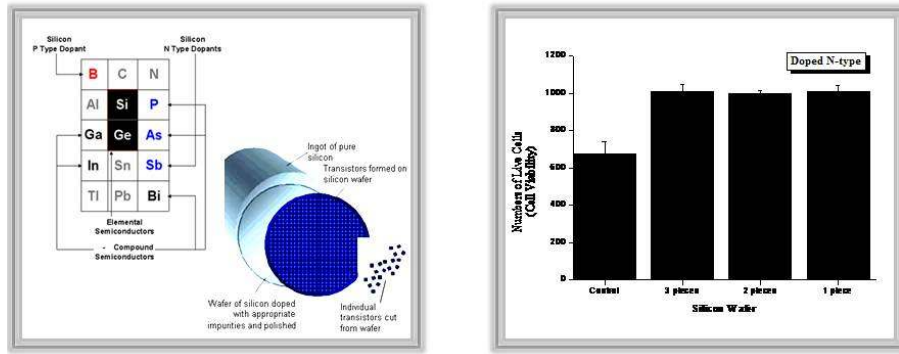 Silicon
P Type Dopant
Silicon
N Type Dopants
B C N
Al Si P
Ga Ge As
In Sn Sb
Tl Pb Bi
Elemental
Semiconductors
- Compound
Semiconductors
Ingot of pure
silicon
Transistors formed on
silicon wafer
Wafer of silicon doped
with appropriate
impurities and polished
Individual
transistors cut
from wafer
Doped N-type
Numbers of Live Cells
(Cell Viability)
1200
1000
800
600
400
200
0
Control 3 pieces 2 pieces 1 piece
Silicon Wafer